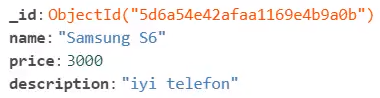 _id: ObjectId("5d6a54e42afaa1169e4b9a0b")
name: "Samsung S6"
price: 3000
description: "iyi telefon"